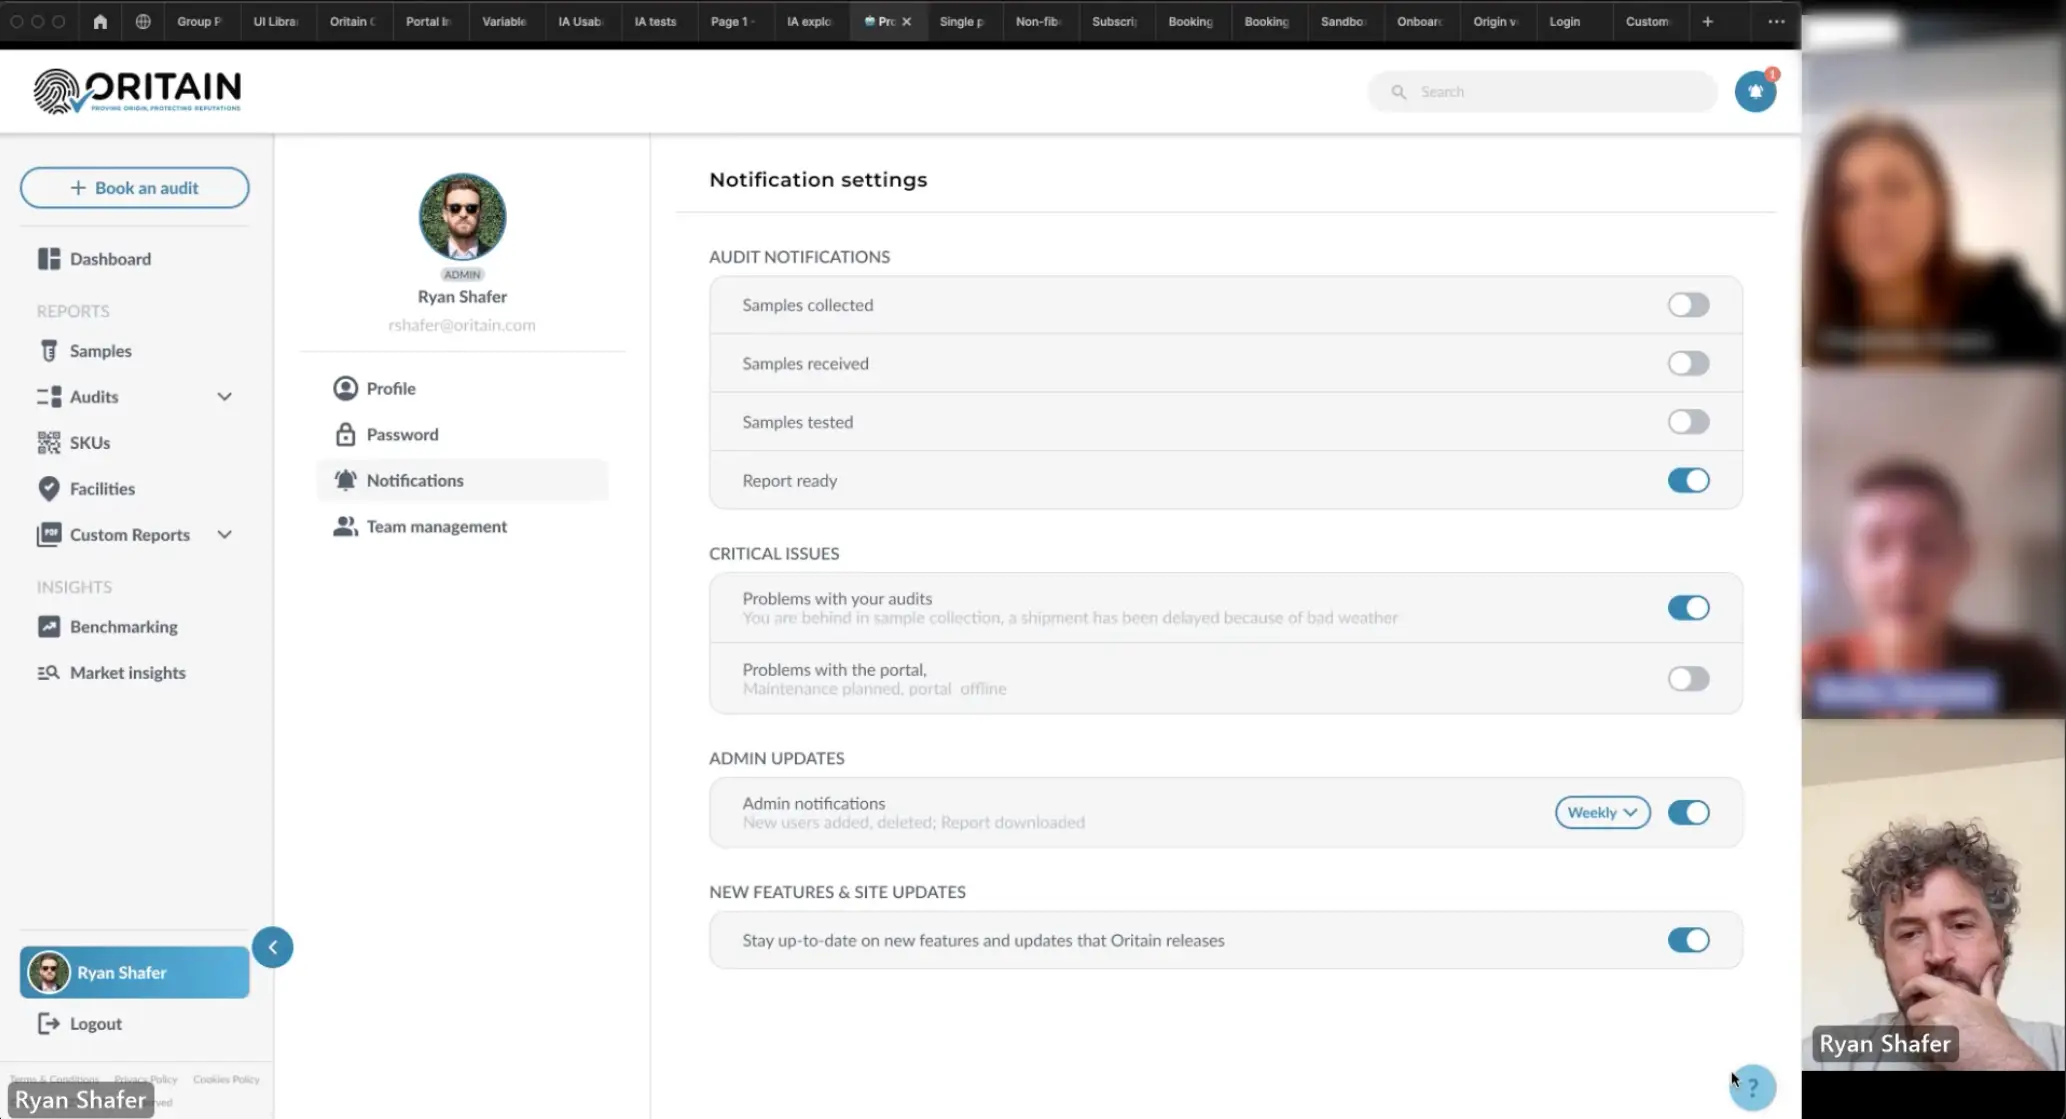 Group P
UI Libra
Oritain C
Portal In
Variable
IA Usab
IA tests
Page 1 -
IA explo
Pro
Single p
Non-fib
Subscri
Booking
Booking
Sandbo
Onboar
Origin v
Login
Custom
ORITAIN
PROVING ORIGIN, PROTECTING REPUTATIONS
Search
1
+ Book an audit
Dashboard
REPORTS
Samples
Audits
SKUs
Facilities
PDF
Custom Reports
INSIGHTS
Benchmarking
Market insights
Ryan Shafer
Logout
Terms & Conditions Privacy Policy Cookies Policy
Ryan Shafer
ADMIN
Ryan Shafer
rshafer@oritain.com
Profile
Password
Notifications
Team management
Notification settings
AUDIT NOTIFICATIONS
Samples collected
Samples received
Samples tested
Report ready
CRITICAL ISSUES
Problems with your audits
You are behind in sample collection, a shipment has been delayed because of bad weather
Problems with the portal,
Maintenance planned, portal offline
ADMIN UPDATES
Admin notifications
New users added, deleted; Report downloaded
Weekly
NEW FEATURES & SITE UPDATES
Stay up-to-date on new features and updates that Oritain releases
?
Ryan Shafer